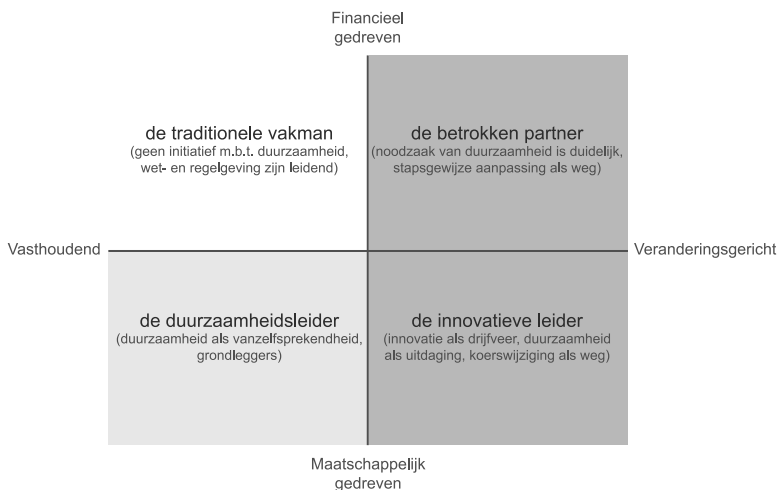 Financieel
gedreven
de traditionele vakman
(geen initiatief m.b.t. duurzaamheid,
wet- en regelgeving zijn leidend)
de betrokken partner
(noodzaak van duurzaamheid is duidelijk,
stapsgewijze aanpassing als weg)
Vasthoudend
Veranderingsgericht
de duurzaamheidsleider
(duurzaamheid als vanzelfsprekendheid,
grondleggers)
de innovatieve leider
(innovatie als drijfveer, duurzaamheid
als uitdaging, koerswijziging als weg)
Maatschappelijk
gedreven